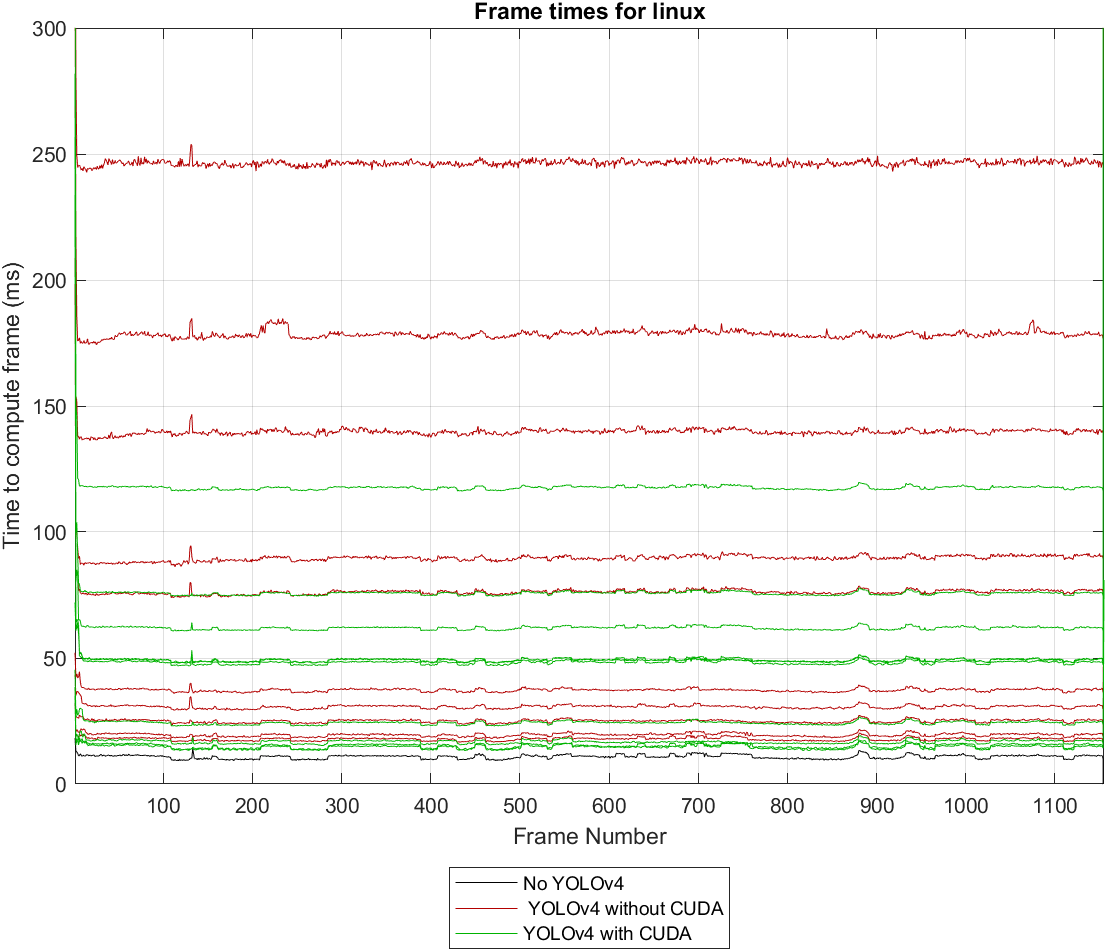 Frame times for linux
300
250
200
150
100
50
0
Time to compute frame (ms)
100 200 300 400 500 600 700 800 900 1000 1100
Frame Number
No YOLOv4
YOLOv4 without CUDA
YOLOv4 with CUDA